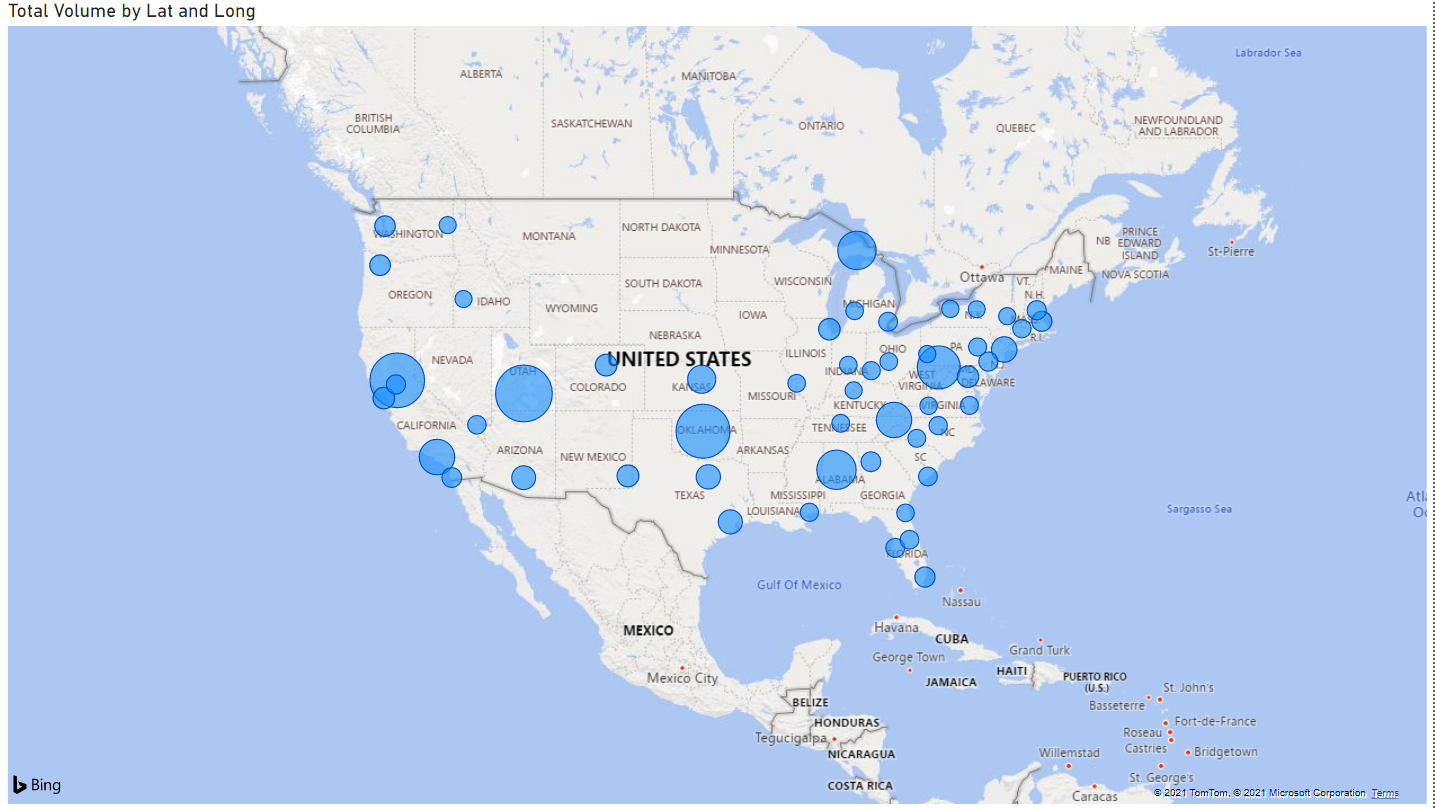 Total Volume by Lat and Long
Labrador Sea
ALBERTA
MANITOBA
BRITISH
COLUMBIA
SASKATCHEWAN
ONTARIO
QUEBEC
NEWFOUNDLAND
AND LABRADOR
WASHINGTON
MONTANA
NORTH DAKOTA
MINNESOTA
NB
PRINCE
EDWARD
ISLAND
St-Pierre
Ottawa
MAINE
NOVA SCOTIA
OREGON
IDAHO
SOUTH DAKOTA
WISCONSIN
VT.
N.H.
WYOMING
MICHIGAN
IOWA
N.Y.
MASS
R.I.
NEBRASKA
NEVADA
UNITED STATES
ILLINOIS
OHIO
PA
N.J.
UTAH
COLORADO
KANSAS
MISSOURI
INDIANA
WEST
VIRGINIA
MD
DELAWARE
KENTUCKY
VIRGINIA
CALIFORNIA
OKLAHOMA
TENNESSEE
NC
ARIZONA
NEW MEXICO
ARKANSAS
SC
ALABAMA
TEXAS
MISSISSIPPI
GEORGIA
LOUISIANA
Sargasso Sea
FLORIDA
Gulf Of Mexico
Nassau
MEXICO
Havana
CUBA
Grand Turk
George Town
HAITI
PUERTO RICO
(U.S.)
Mexico City
JAMAICA
St. John's
Basseterre
BELIZE
HONDURAS
Fort-de-France
Tegucigalpa
Roseau
Castries
NICARAGUA
Willemstad
Bridgetown
St. George's
Bing
COSTA RICA
Caracas
© 2021 TomTom, © 2021 Microsoft Corporation Terms